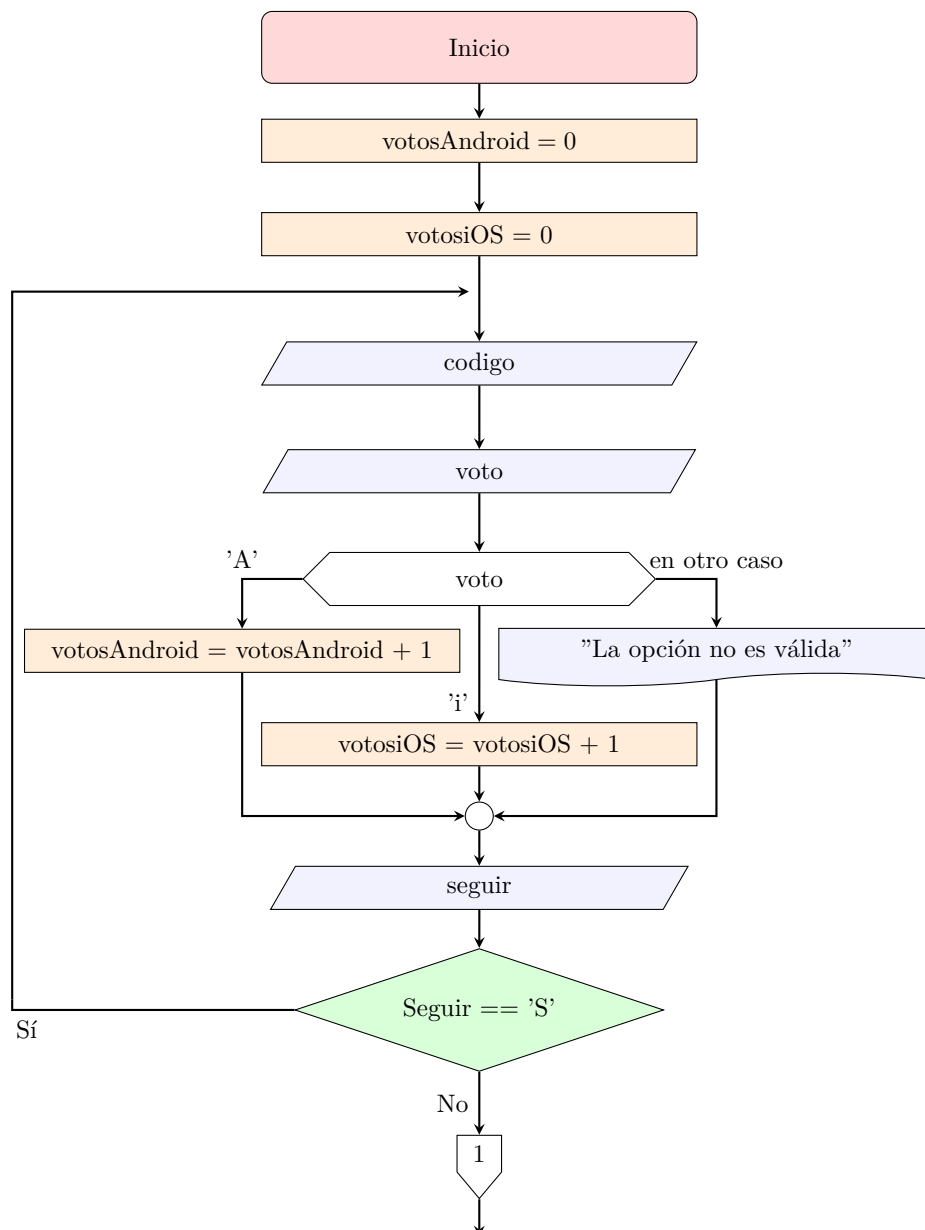 Inicio
votosAndroid = 0
votosiOS = 0
codigo
voto
'A'
voto
en otro caso
votosAndroid = votosAndroid + 1
"La opción no es válida"
'i'
votosiOS = votosiOS + 1
seguir
Seguir == 'S'
Sí
No
1